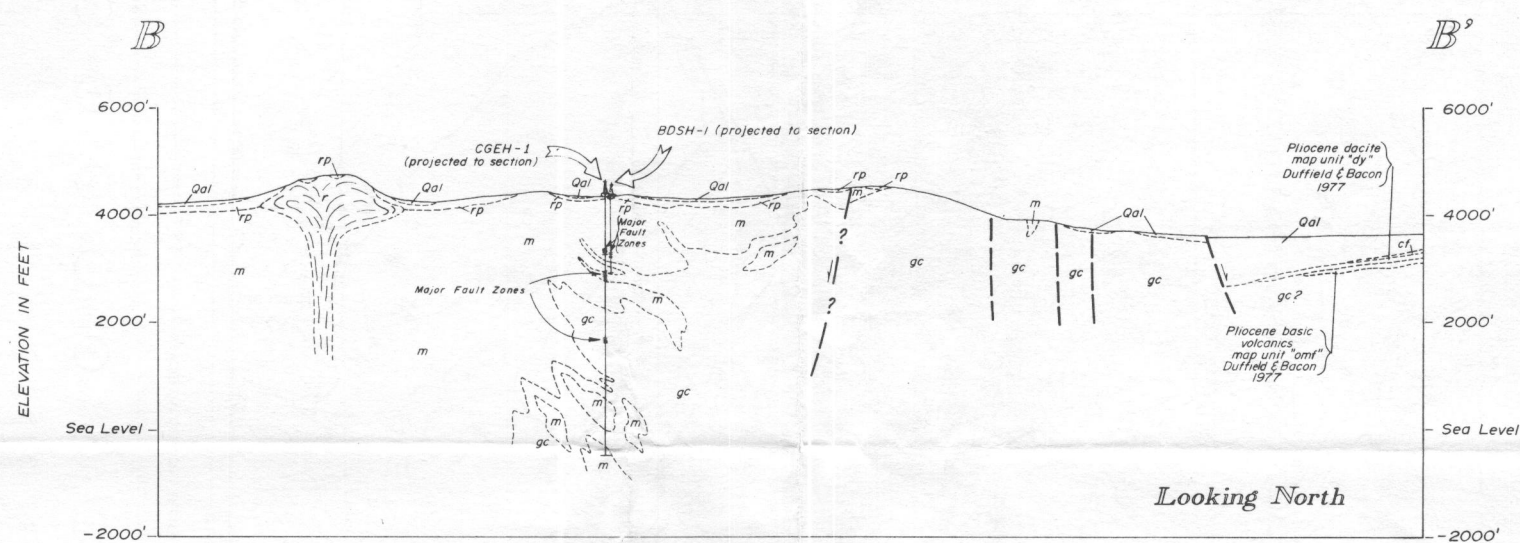 B
B'
6000'
4000'
2000'
Sea Level
-2000'
ELEVATION IN FEET
6000'
4000'
2000'
Sea Level
-2000'
CGEH-1
(projected to section)
BDSH-1 (projected to section)
Pliocene dacite
map unit "dy"
Duffield & Bacon
1977
Qal
rp
rp
Qal
rp
rp
Qal
rp
rp
Qal
rp
rp
m
rp
m
Qal
Qal
cf
Major
Fault
Zones
m
m
m
m
gc
gc
gc
gc
gc?
?
?
Major Fault Zones
gc
m
m
Pliocene basic
volcanics
map unit "omf"
Duffield & Bacon
1977
gc
m
m
m
gc
m
Looking North